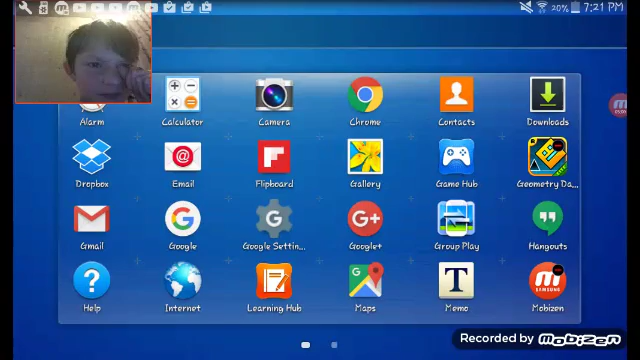 20% 7:21 PM
Alarm Calculator Camera Chrome Contacts Downloads
Dropbox Email Flipboard Gallery Game Hub Geometry Da...
Gmail Google Google Settin... Google+ Group Play Hangouts
Help Internet Learning Hub Maps Memo Mobizen
Recorded by mobizen